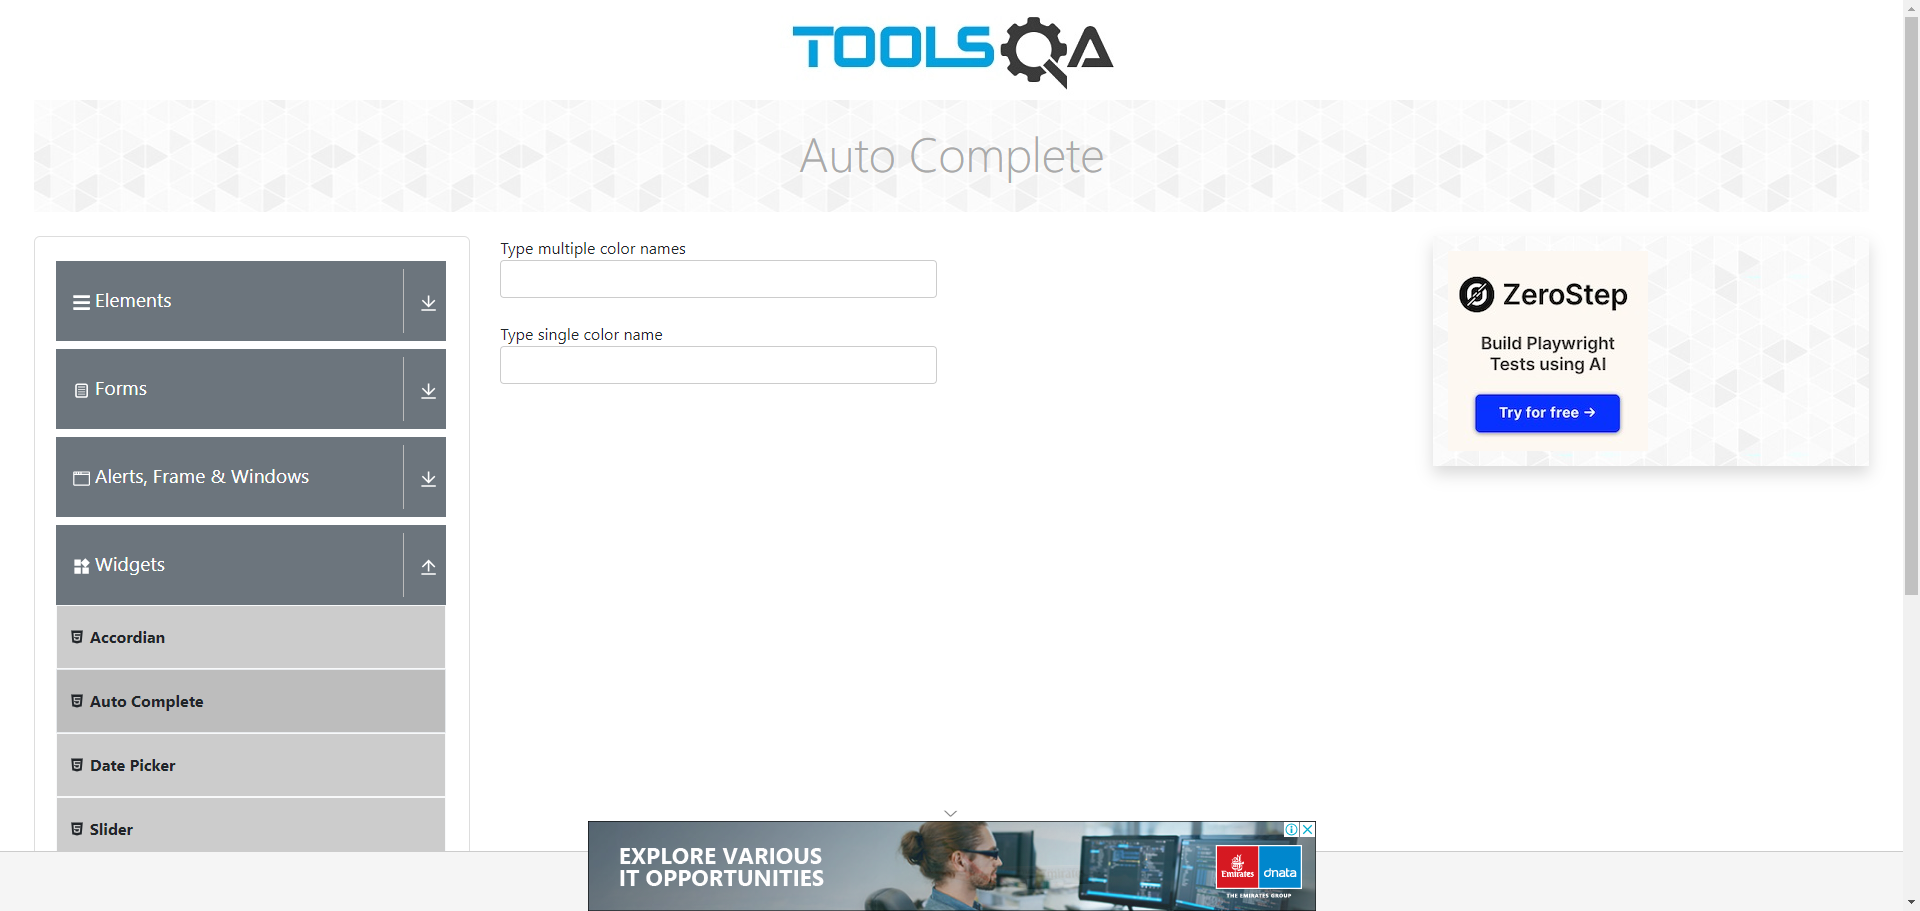 TOOLSQA
Auto Complete
Elements
Forms
Alerts, Frame & Windows
Widgets
Accordian
Auto Complete
Date Picker
Slider
Type multiple color names
Type single color name
ZeroStep
Build Playwright
Tests using AI
Try for free →
EXPLORE VARIOUS
IT OPPORTUNITIES
Emirates
dnata
THE EMIRATES GROUP